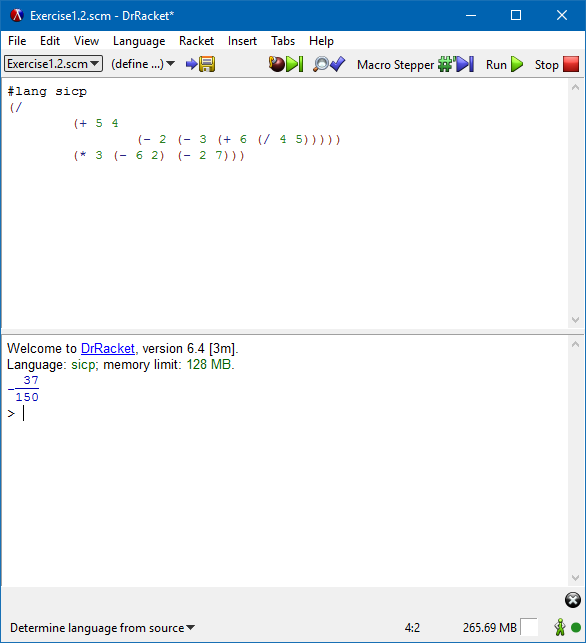 Exercise1.2.scm - DrRacket*
File Edit View Language Racket Insert Tabs Help
Exercise1.2.scm (define ...) Macro Stepper Run Stop
#lang sicp
(/
(+ 5 4
(- 2 (- 3 (+ 6 (/ 4 5)))))
(* 3 (- 6 2) (- 2 7)))
Welcome to DrRacket, version 6.4 [3m].
Language: sicp; memory limit: 128 MB.
-37
150
>
Determine language from source 4:2 265.69 MB